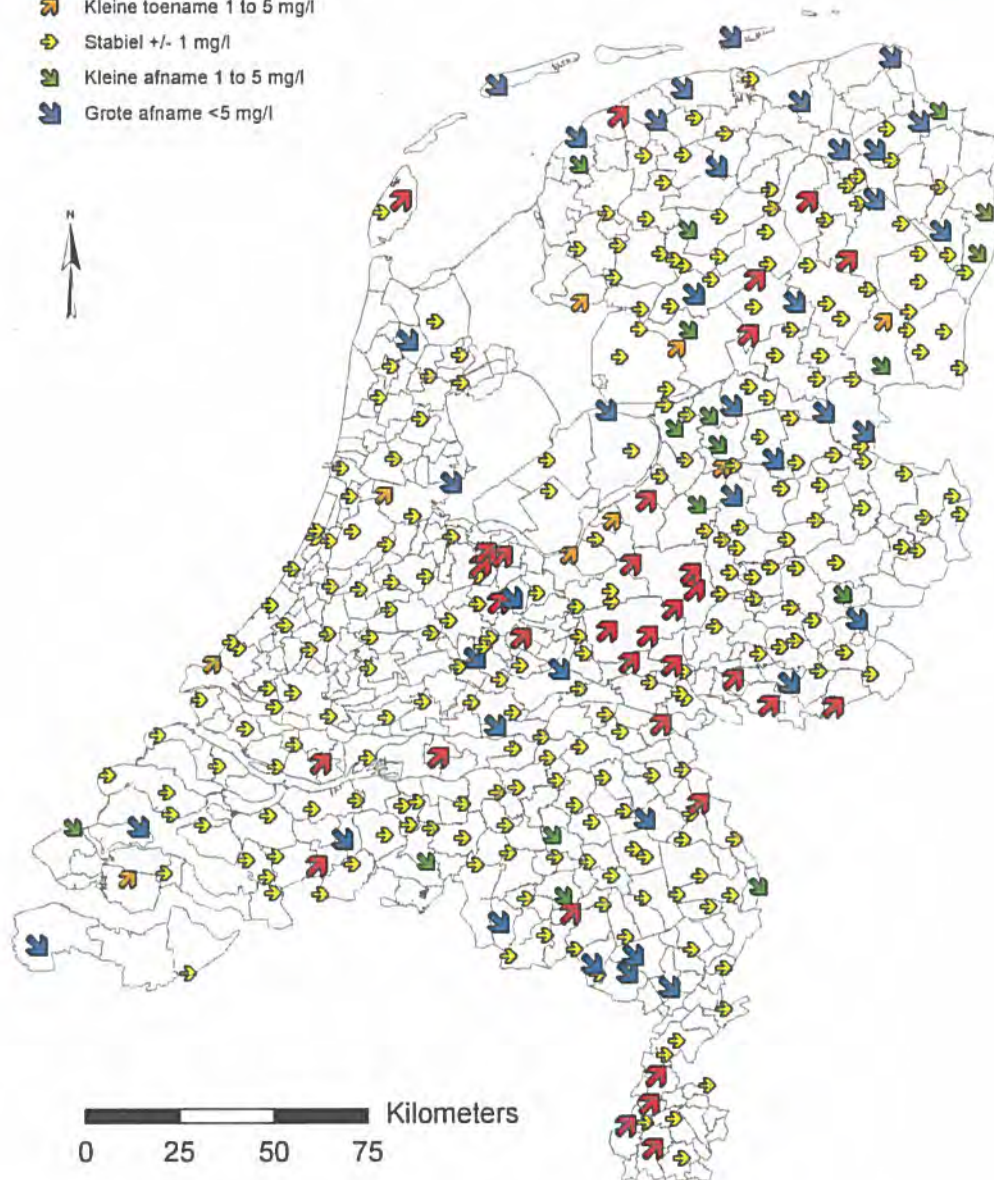 Kleine toename 1 to 5 mg/l
Stabiel +/- 1 mg/l
Kleine afname 1 to 5 mg/l
Grote afname <5 mg/l
N
Kilometers
0 25 50 75